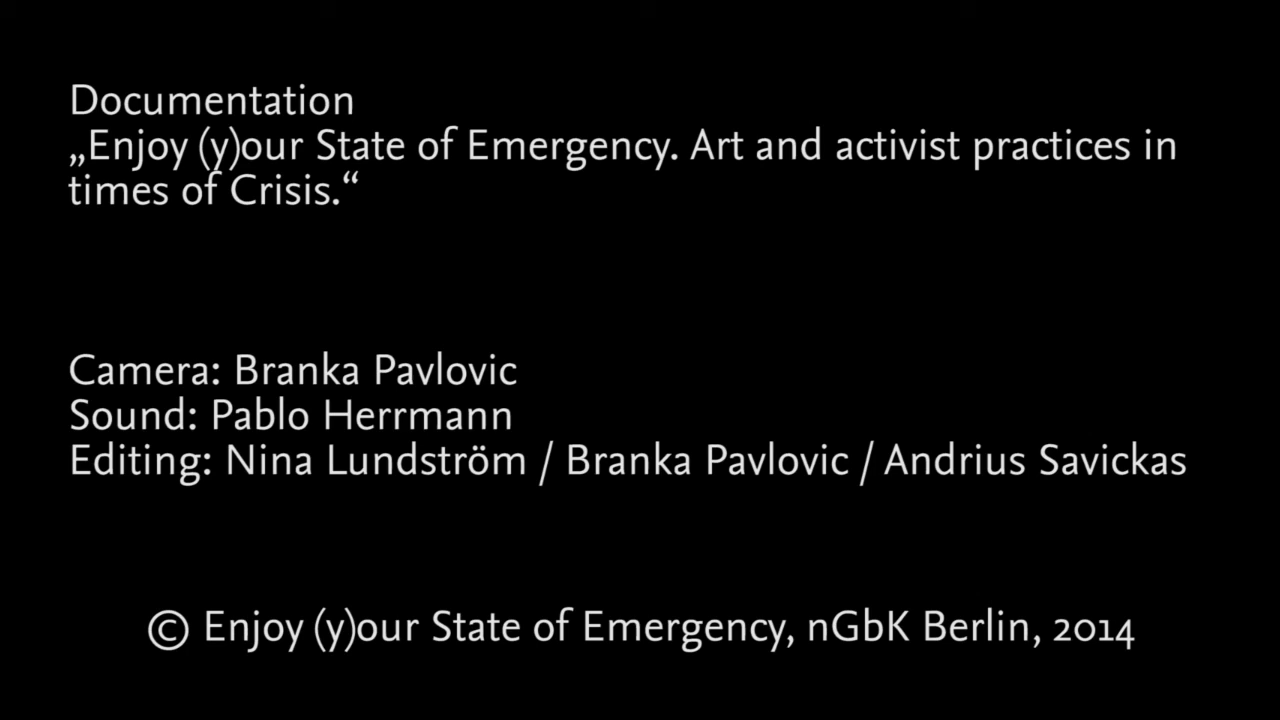 Documentation
„Enjoy (y)our State of Emergency. Art and activist practices in
times of Crisis.“
Camera: Branka Pavlovic
Sound: Pablo Herrmann
Editing: Nina Lundström / Branka Pavlovic / Andrius Savickas
© Enjoy (y)our State of Emergency, nGbK Berlin, 2014